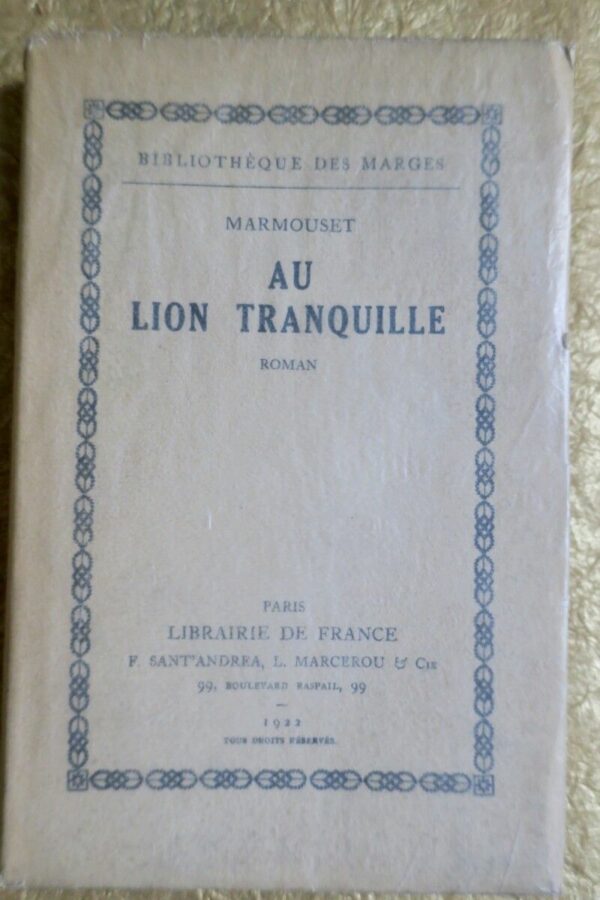 BIBLIOTHÈQUE DES MARGES
MARMOUSET
AU
LION TRANQUILLE
ROMAN
PARIS
LIBRAIRIE DE FRANCE
F. SANT'ANDREA, L. MARCEROU & Cie
99, BOULEVARD RASPAIL, 99
1922
TOUS DROITS RÉSERVÉS.